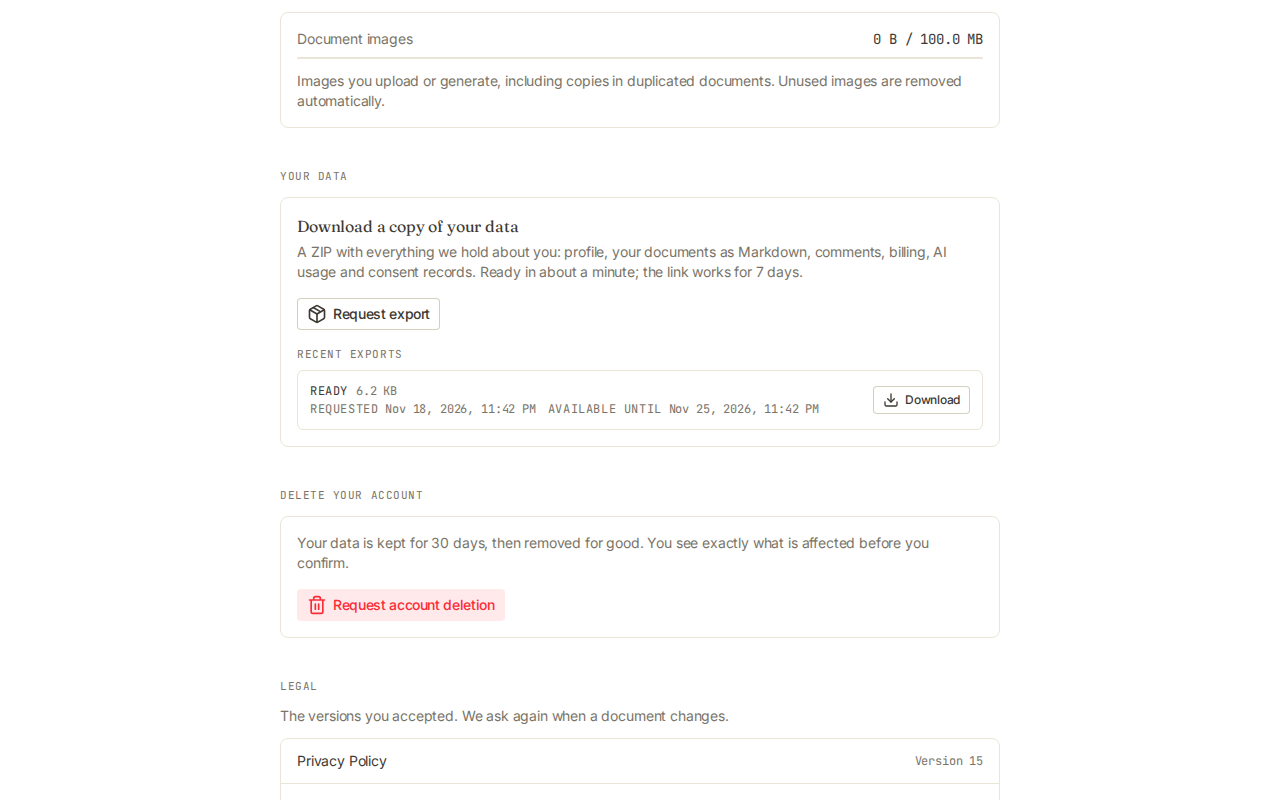 Document images
0 B / 100.0 MB
Images you upload or generate, including copies in duplicated documents. Unused images are removed
automatically.
YOUR DATA
Download a copy of your data
A ZIP with everything we hold about you: profile, your documents as Markdown, comments, billing, AI
usage and consent records. Ready in about a minute; the link works for 7 days.
Request export
RECENT EXPORTS
READY 6.2 KB
REQUESTED Nov 18, 2026, 11:42 PM AVAILABLE UNTIL Nov 25, 2026, 11:42 PM
Download
DELETE YOUR ACCOUNT
Your data is kept for 30 days, then removed for good. You see exactly what is affected before you
confirm.
Request account deletion
LEGAL
The versions you accepted. We ask again when a document changes.
Privacy Policy
Version 15